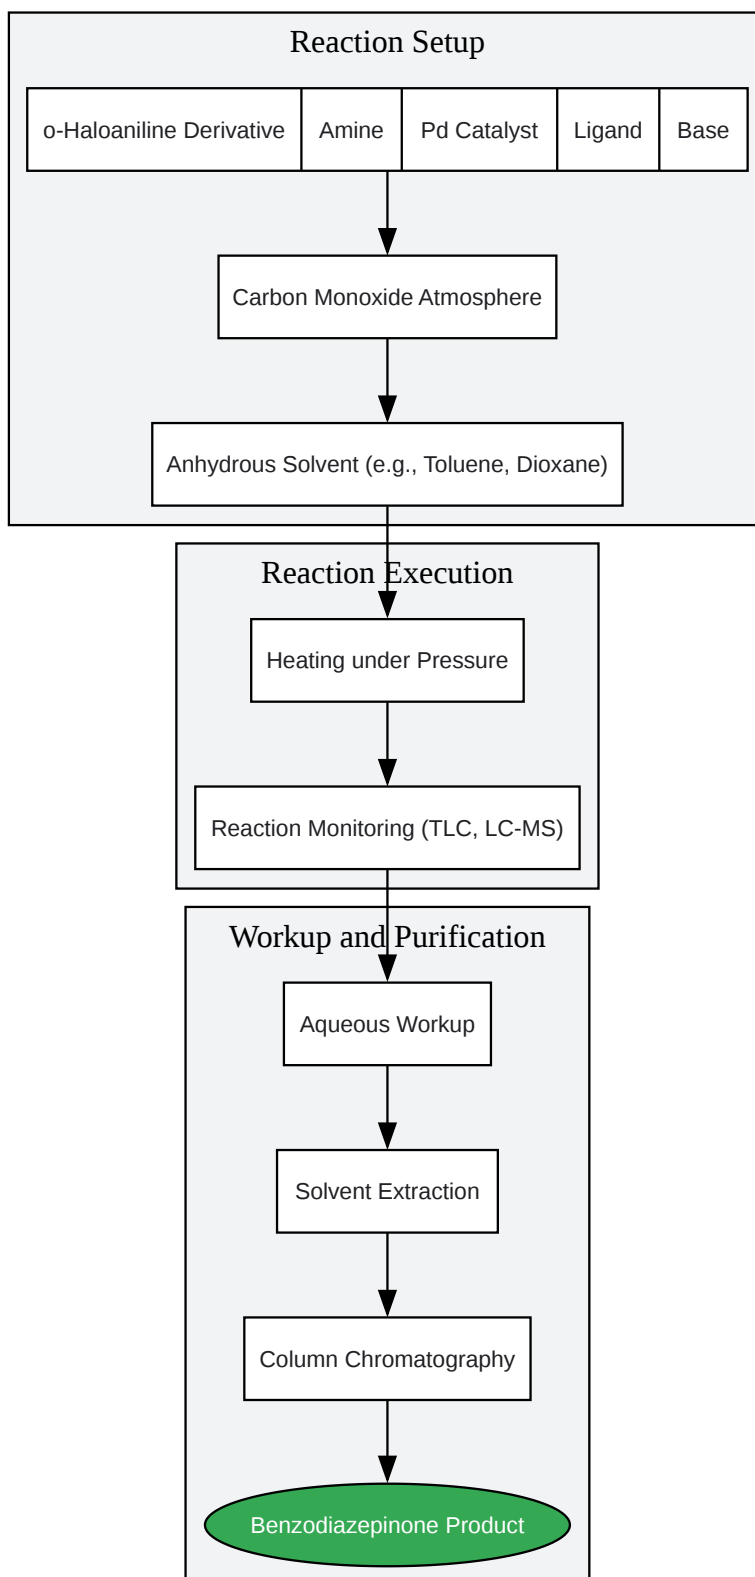 Reaction Setup
o-Haloaniline Derivative Amine Pd Catalyst Ligand Base
Carbon Monoxide Atmosphere
Anhydrous Solvent (e.g., Toluene, Dioxane)
Reaction Execution
Heating under Pressure
Reaction Monitoring (TLC, LC-MS)
Workup and Purification
Aqueous Workup
Solvent Extraction
Column Chromatography
Benzodiazepinone Product